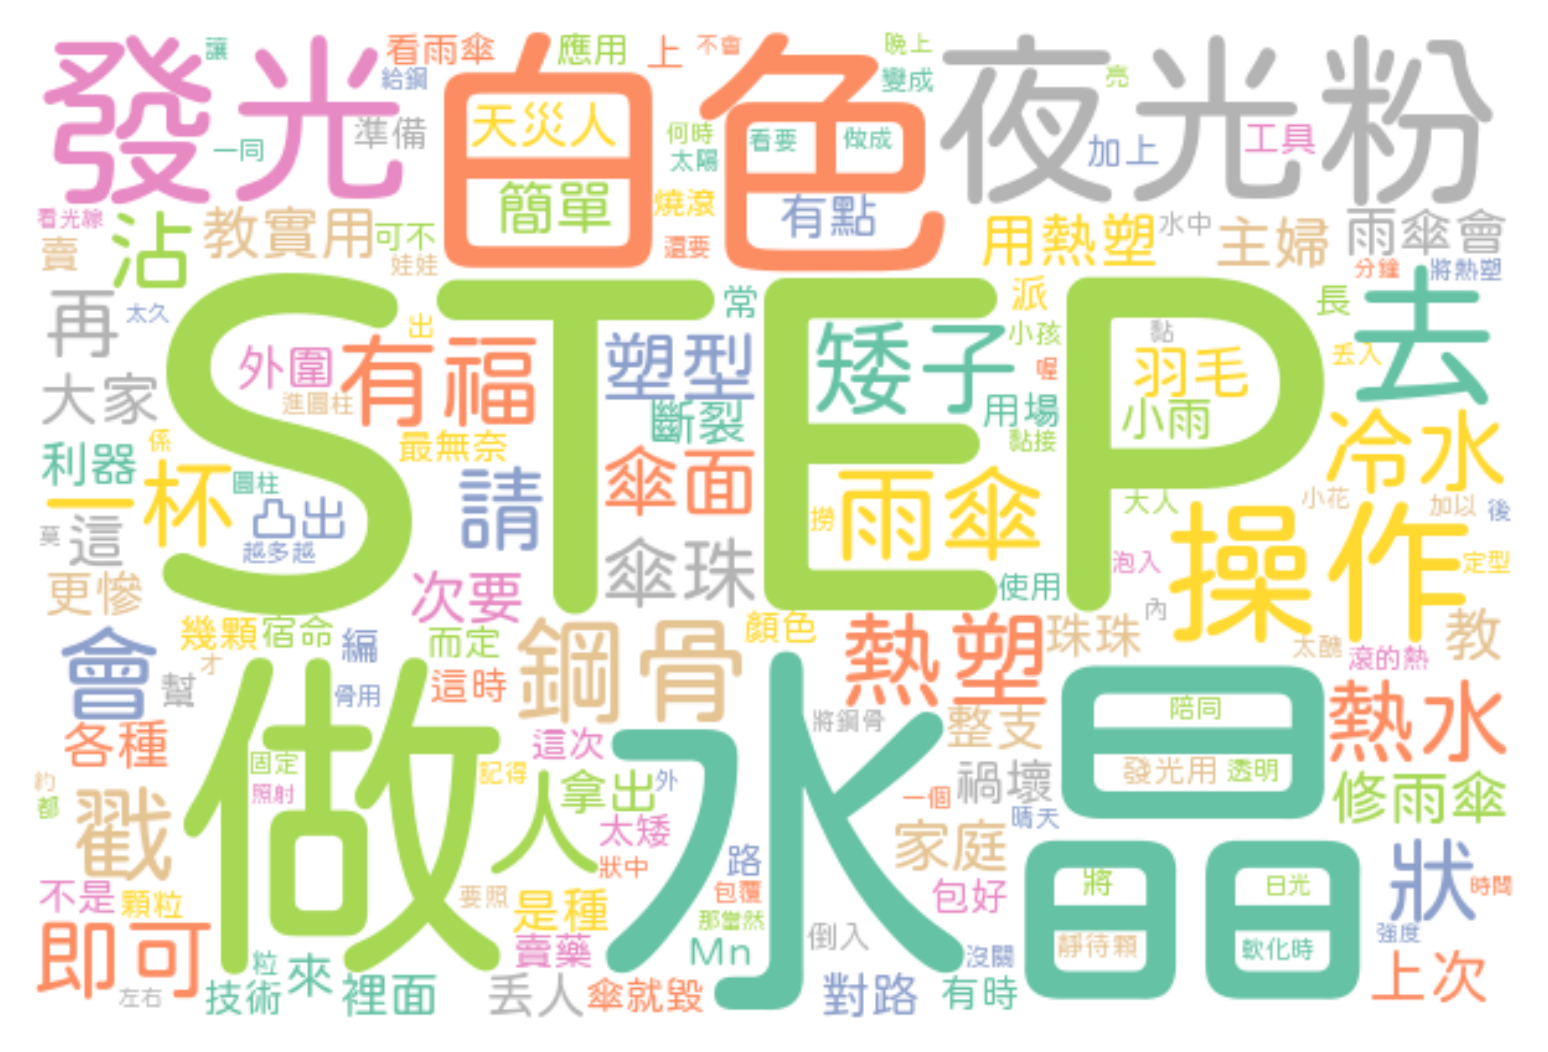 發光
讓
看雨傘
給鋼
白色
應用
上
不會
晚上
變成
夜光粉
亮
一同
準備
天災人
簡單
何時
太陽
看要
做成
加上
工具
看光線
賣
沾
教實用
可不
娃娃
燒滾
還要
有點
用熱塑
水中
主婦
雨傘會
分鐘
將熱塑
STEP
再
太久
出
常
派
長
去
大家
外圍
有福
進圓柱
塑型
斷裂
矮子
小孩
喔
用場
黏接
黏
羽毛
小雨
丟入
利器
係
最無奈
冷水
一杯
圓柱
凸出
越多越
請
傘面
撈
雨傘
大人
小花
加以
後
莫
這
傘珠
操作
泡入
定型
更慘
次要
使用
內
幾顆
宿命
編
而定
鋼骨
顏色
熱塑
珠珠
太醜
滾的熱
教
會
幫
才
骨用
這時
做
水晶
將鋼骨
整支
陪同
熱水
各種
固定
照射
這次
記得
人
拿出
外
太矮
狀中
禍壞
發光用
透明
修雨傘
約
都
戳
一個
晴天
家庭
路
包覆
那當然
包好
將
日光
狀
時間
不是
顆粒
要照
是種
賣藥
Mn
倒入
沒關
靜待顆
軟化時
強度
即可
左右
粒
技術
來
裡面
丟人
傘就毀
對路
有時
上次